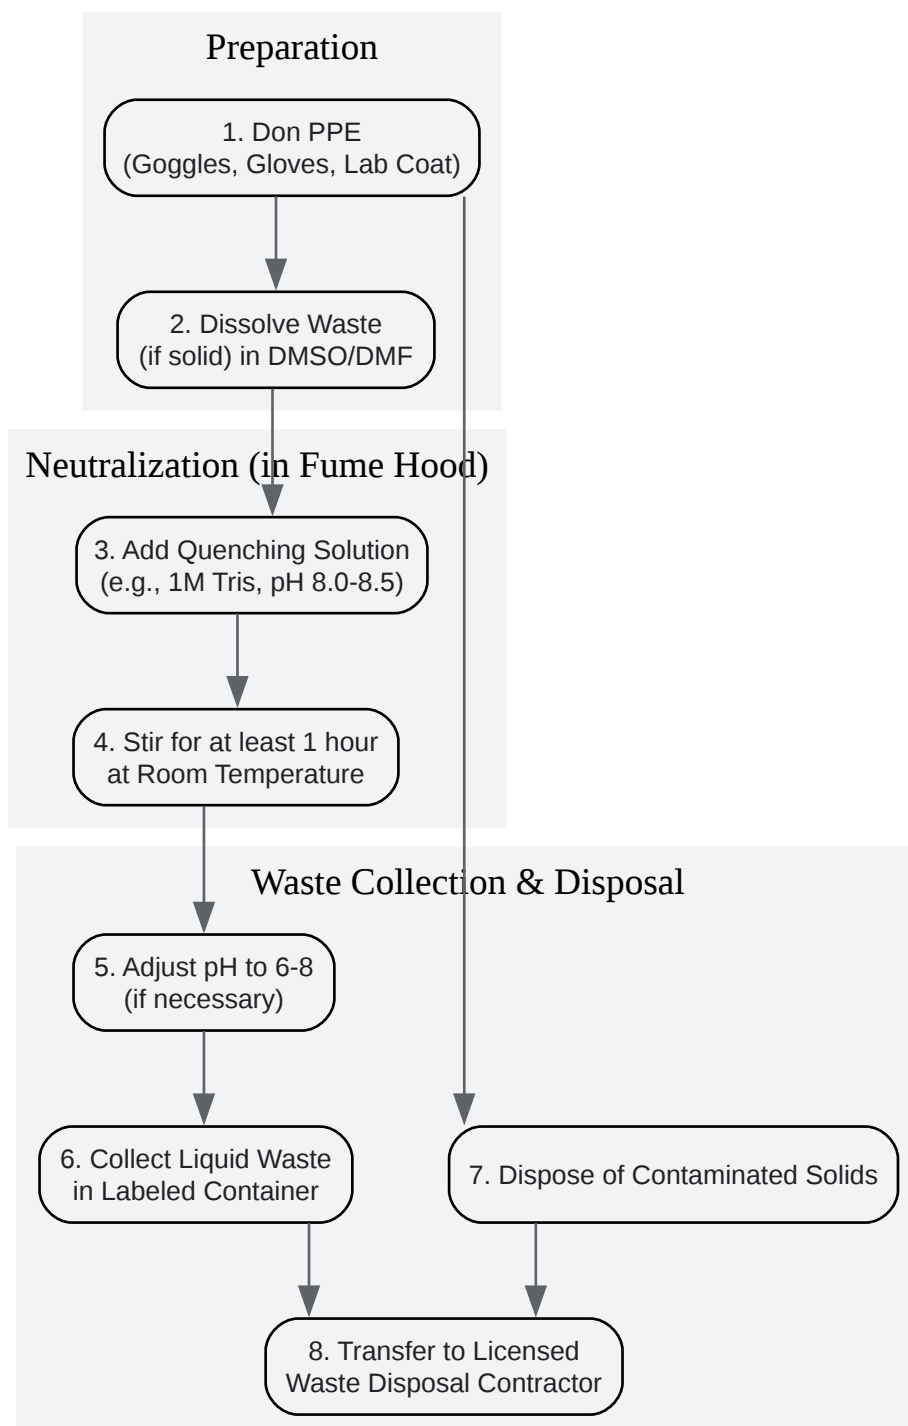 Preparation
1. Don PPE
(Goggles, Gloves, Lab Coat)
2. Dissolve Waste
(if solid) in DMSO/DMF
Neutralization (in Fume Hood)
3. Add Quenching Solution
(e.g., 1M Tris, pH 8.0-8.5)
4. Stir for at least 1 hour
at Room Temperature
Waste Collection & Disposal
5. Adjust pH to 6-8
(if necessary)
6. Collect Liquid Waste
in Labeled Container
7. Dispose of Contaminated Solids
8. Transfer to Licensed
Waste Disposal Contractor